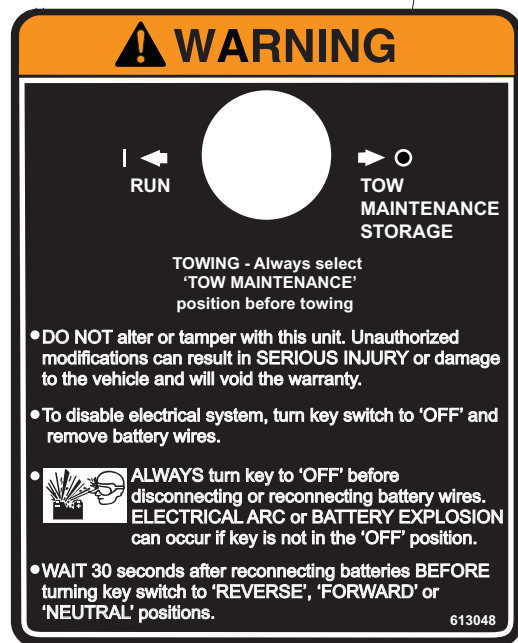 WARNING
I
O
RUN
TOW
MAINTENANCE
STORAGE
TOWING - Always select
‘TOW MAINTENANCE’
position before towing
•DO NOT alter or tamper with this unit. Unauthorized
modifications can result in SERIOUS INJURY or damage
to the vehicle and will void the warranty.
•To disable electrical system, turn key switch to ‘OFF’ and
remove battery wires.
•ALWAYS turn key to ‘OFF’ before
disconnecting or reconnecting battery wires.
ELECTRICAL ARC or BATTERY EXPLOSION
can occur if key is not in the ‘OFF’ position.
•WAIT 30 seconds after reconnecting batteries BEFORE
turning key switch to ‘REVERSE’, ‘FORWARD’ or
‘NEUTRAL’ positions.
613048